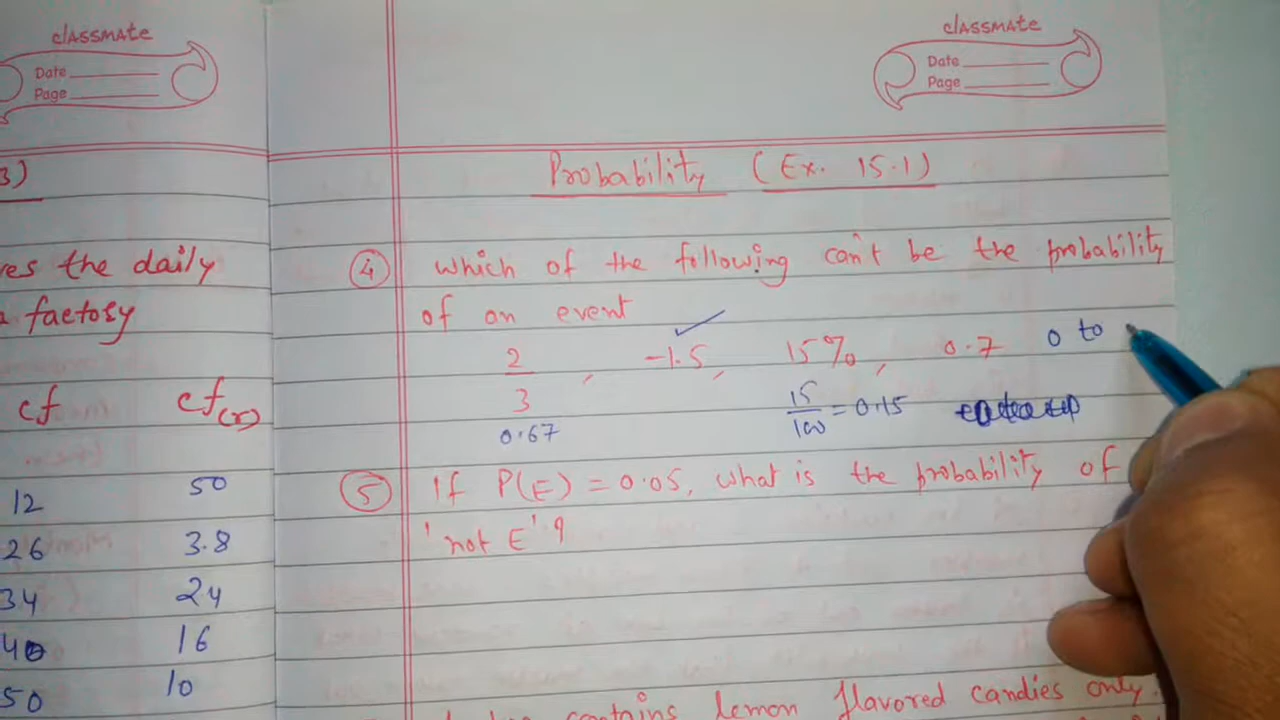 classmate
Date
Page
3)
es the daily
factory
cf cf(r)
12 50
26 3.8
34 24
40 16
50 10
classmate
Date
Page
Probability (Ex. 15.1)
4 which of the following can't be the probability
of an event
2/3, -1.5, 15%, 0.7 0 to
0.67 15/100 = 0.15
5 If P(E) = 0.05, what is the probability of
'not E'?
contains lemon flavored candies only.